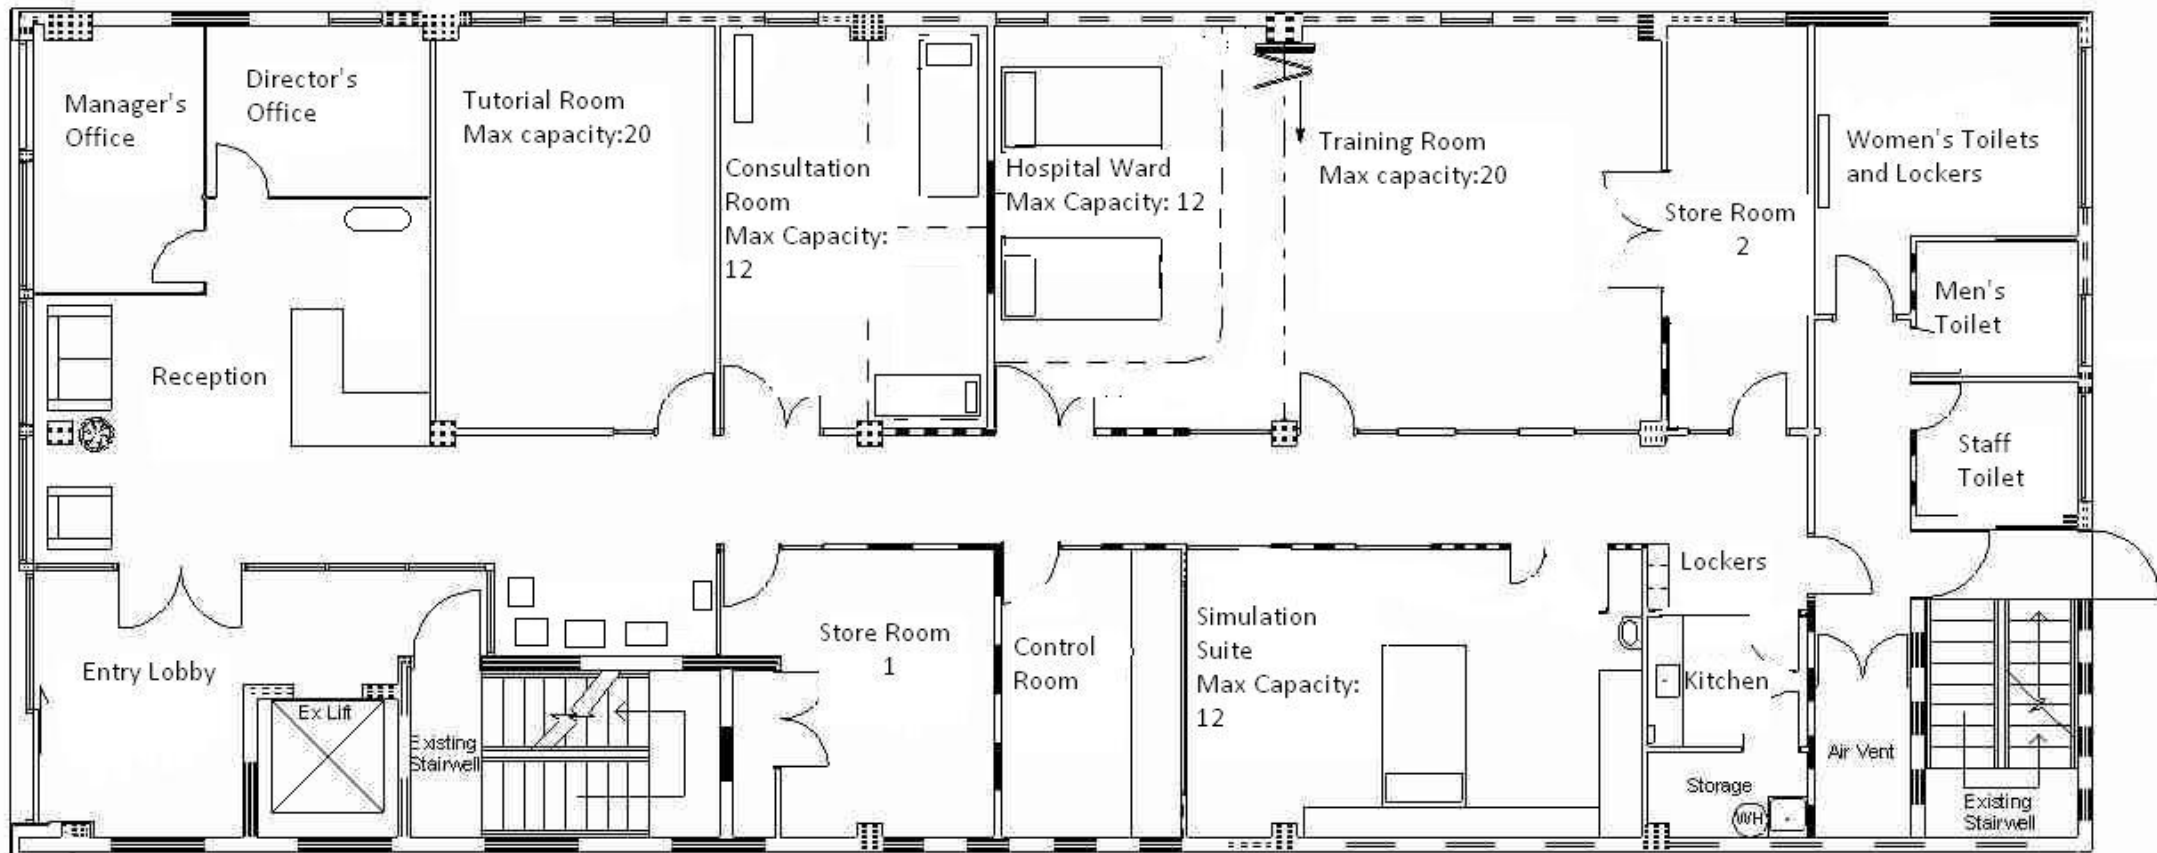 Manager's
Office
Director's
Office
Tutorial Room
Max capacity:20
Consultation
Room
Max Capacity:
12
Hospital Ward
Max Capacity: 12
Training Room
Max capacity:20
Store Room
2
Women's Toilets
and Lockers
Men's
Toilet
Staff
Toilet
Reception
Entry Lobby
Ex Lift
Existing
Stairwell
Store Room
1
Control
Room
Simulation
Suite
Max Capacity:
12
Lockers
Kitchen
Storage
WH
Air Vent
Existing
Stairwell